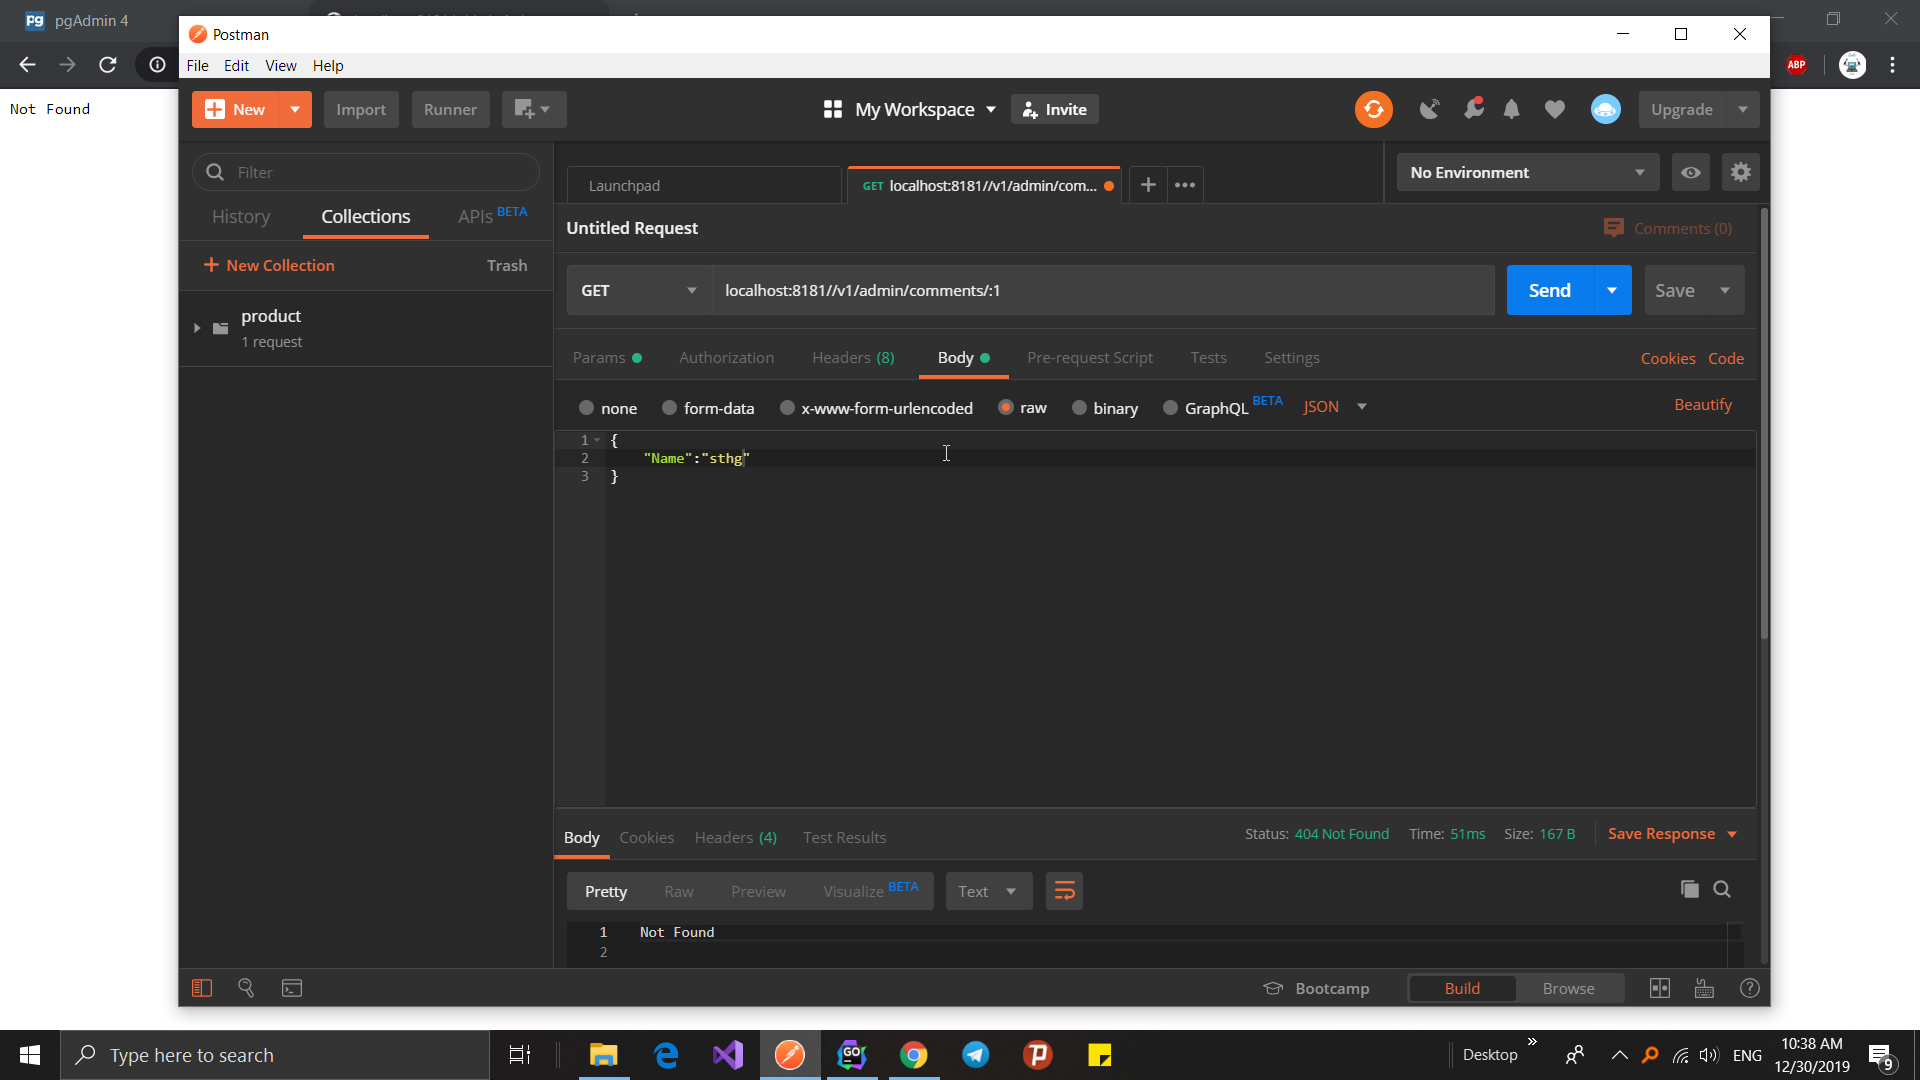 pgAdmin 4
Not Found
Postman
File Edit View Help
New Import Runner
My Workspace
Invite
Upgrade
ABP
Filter
History Collections APIs BETA
New Collection Trash
product
1 request
Launchpad
GET localhost:8181//v1/admin/com...
No Environment
Untitled Request
Comments (0)
GET localhost:8181//v1/admin/comments/:1
Send Save
Params Authorization Headers (8) Body Pre-request Script Tests Settings
Cookies Code
none form-data x-www-form-urlencoded raw binary GraphQL BETA JSON
Beautify
1 {
2 "Name":"sthg"
3 }
Body Cookies Headers (4) Test Results
Status: 404 Not Found Time: 51ms Size: 167 B Save Response
Pretty Raw Preview Visualize BETA Text
1 Not Found
2
Bootcamp Build Browse
Type here to search
GO
Desktop
ENG
10:38 AM
12/30/2019
9